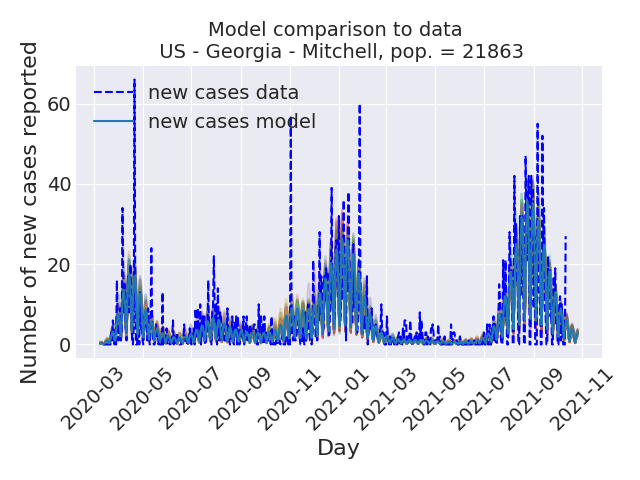 Model comparison to data
US - Georgia - Mitchell, pop. = 21863
Number of new cases reported
60
40
20
0
new cases data
new cases model
2020-03
2020-05
2020-07
2020-09
2020-11
2021-01
2021-03
2021-05
2021-07
2021-09
2021-11
Day